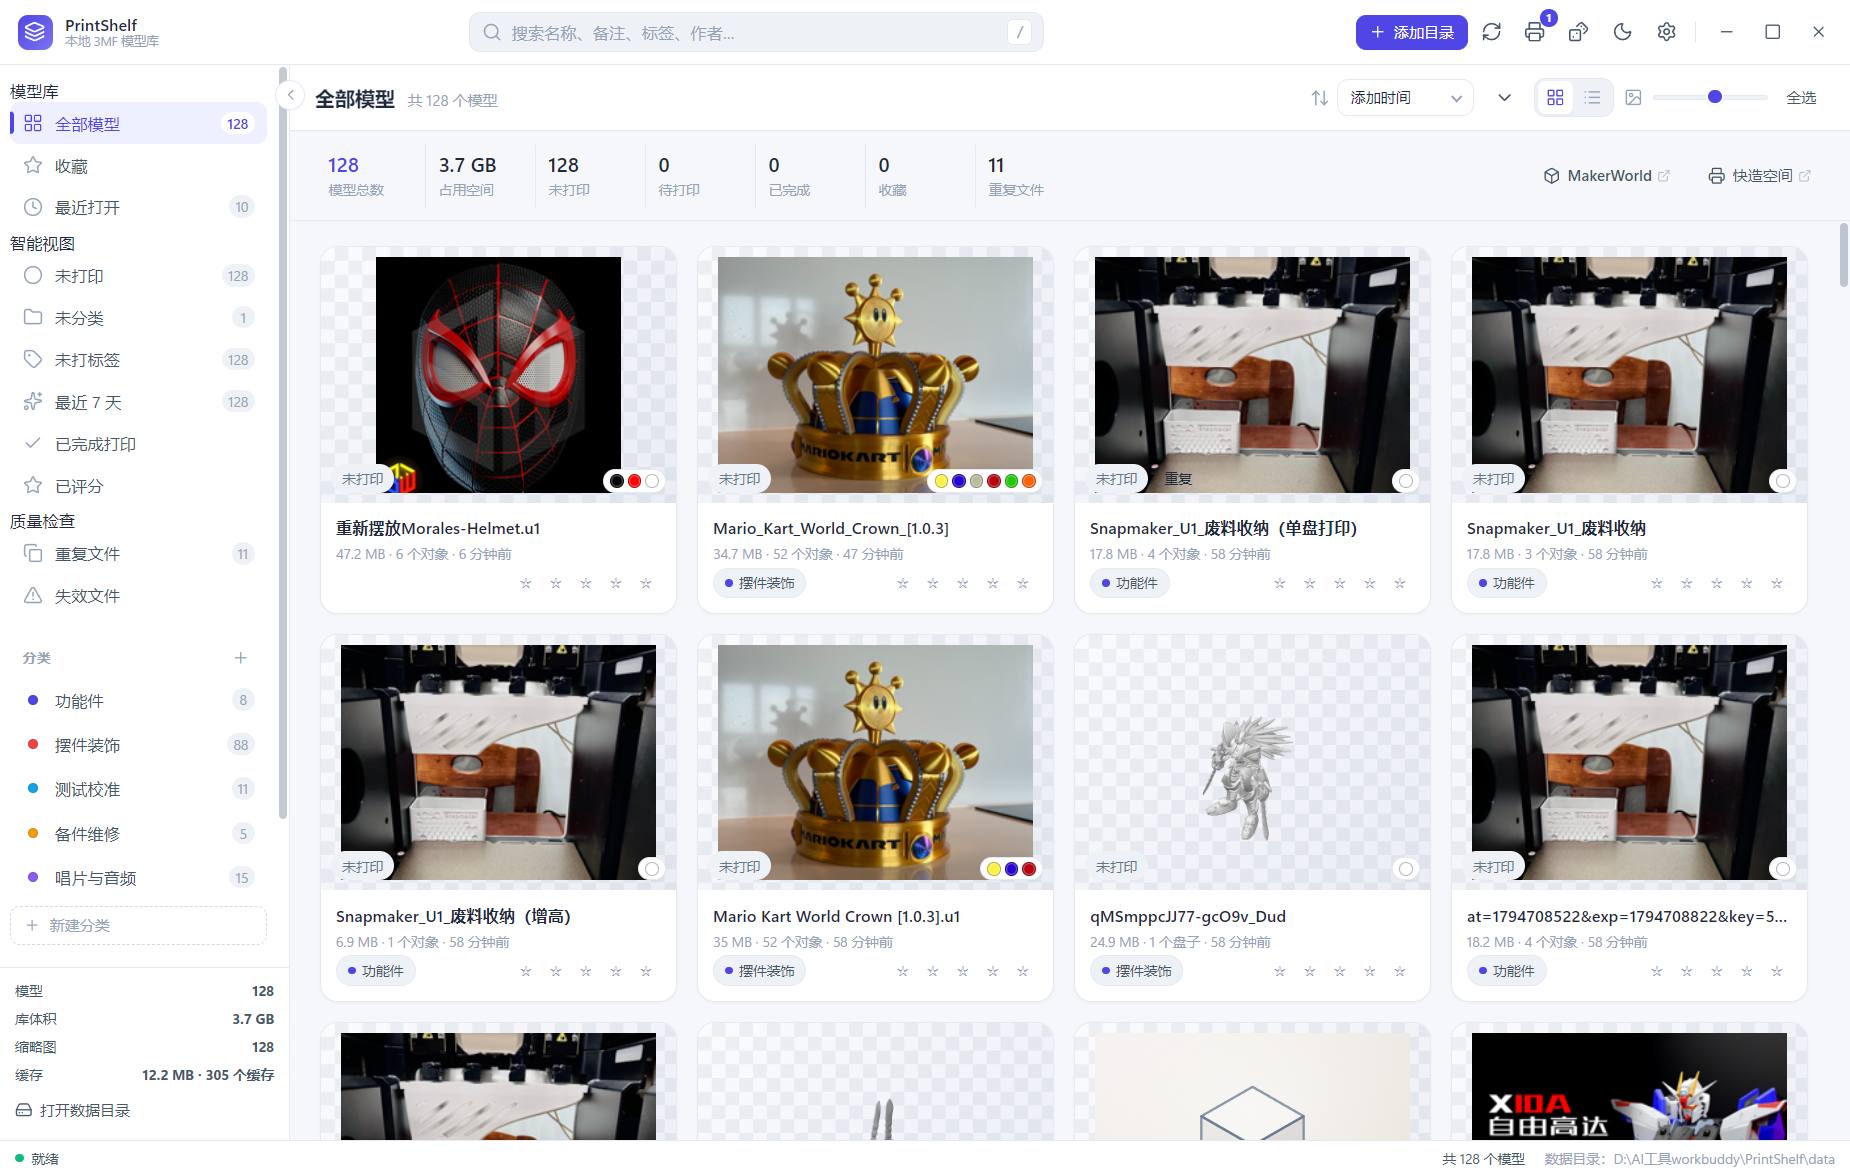 PrintShelf
本地 3MF 模型库
搜索名称、备注、标签、作者...
/
添加目录
1
模型库
全部模型
128
收藏
最近打开
10
智能视图
未打印
128
未分类
1
未打标签
128
最近 7 天
128
已完成打印
已评分
质量检查
重复文件
11
失效文件
分类
功能件
8
摆件装饰
88
测试校准
11
备件维修
5
唱片与音频
15
新建分类
模型
128
库体积
3.7 GB
缩略图
128
缓存
12.2 MB · 305 个缓存
打开数据目录
就绪
全部模型
共 128 个模型
添加时间
全选
128
模型总数
3.7 GB
占用空间
128
未打印
0
待打印
0
已完成
0
收藏
11
重复文件
MakerWorld
快造空间
未打印
重新摆放Morales-Helmet.u1
47.2 MB · 6 个对象 · 6 分钟前
MARIOKART
未打印
Mario_Kart_World_Crown_[1.0.3]
34.7 MB · 52 个对象 · 47 分钟前
摆件装饰
未打印
重复
Snapmaker_U1_废料收纳（单盘打印）
17.8 MB · 4 个对象 · 58 分钟前
功能件
未打印
Snapmaker_U1_废料收纳
17.8 MB · 3 个对象 · 58 分钟前
功能件
未打印
Snapmaker_U1_废料收纳（增高）
6.9 MB · 1 个对象 · 58 分钟前
功能件
MARIOKART
未打印
Mario Kart World Crown [1.0.3].u1
35 MB · 52 个对象 · 58 分钟前
摆件装饰
未打印
qMSmppcJJ77-gcO9v_Dud
24.9 MB · 1 个盘子 · 58 分钟前
摆件装饰
未打印
at=1794708522&exp=1794708822&key=5...
18.2 MB · 4 个对象 · 58 分钟前
功能件
X10A
自由高达
共 128 个模型
数据目录：D:\AI工具workbuddy\PrintShelf\data